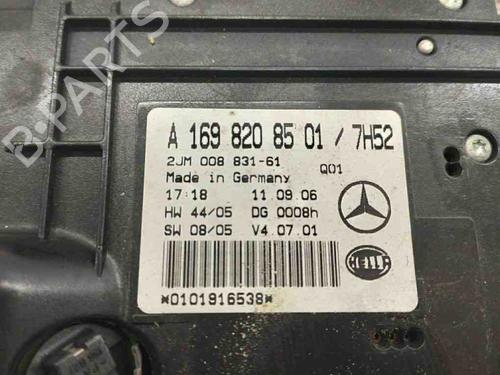 B-PARTS
A 169 820 85 01 / 7H52
2JM 008 831-61 Q01
Made in Germany
17:18 11.09.06
HW 44/05 DG 0008h
SW 08/05 V4.07.01
HELLA
*0101916538*